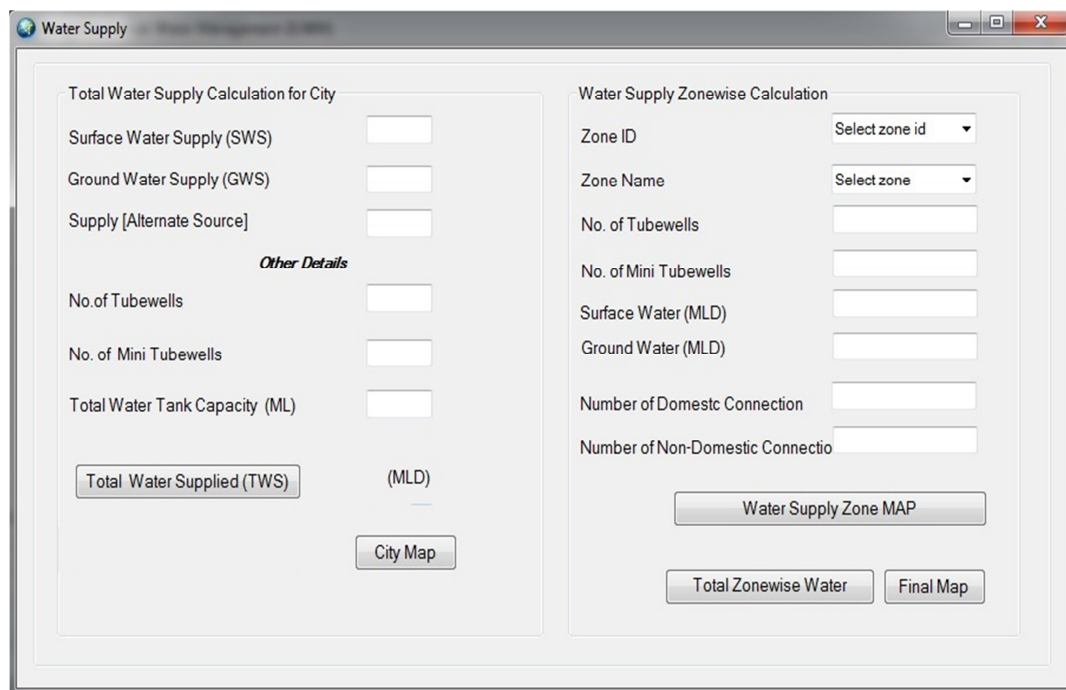 Water Supply
Total Water Supply Calculation for City
Surface Water Supply (SWS)
Ground Water Supply (GWS)
Supply [Alternate Source]
Other Details
No.of Tubewells
No. of Mini Tubewells
Total Water Tank Capacity (ML)
Total Water Supplied (TWS)
(MLD)
City Map
Water Supply Zonewise Calculation
Zone ID
Select zone id
Zone Name
Select zone
No. of Tubewells
No. of Mini Tubewells
Surface Water (MLD)
Ground Water (MLD)
Number of Domestc Connection
Number of Non-Domestic Connectio
Water Supply Zone MAP
Total Zonewise Water
Final Map